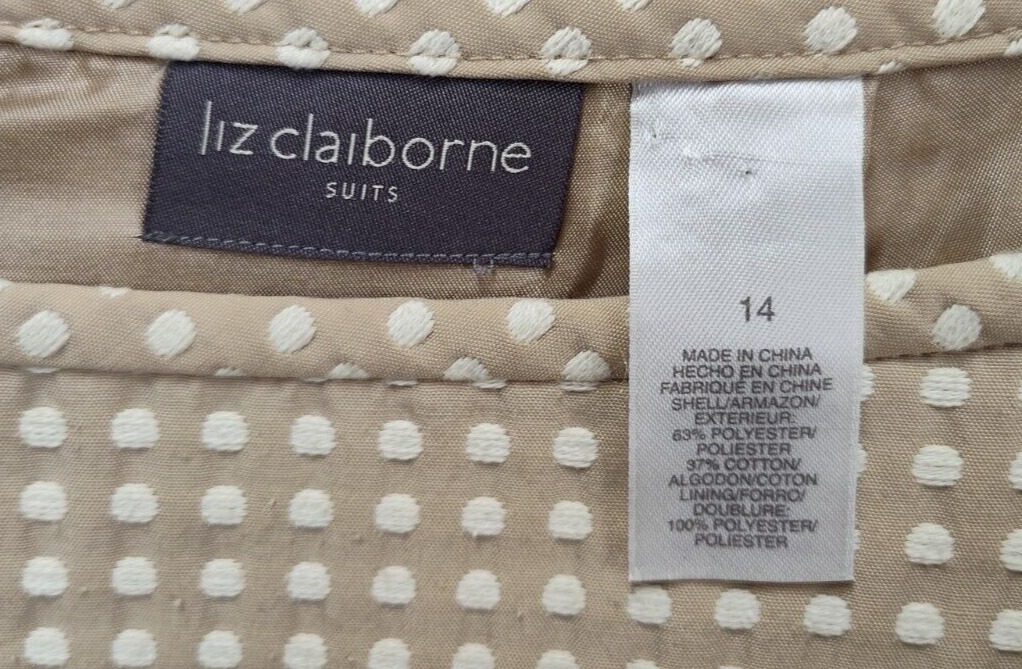 liz claiborne
SUITS
14
MADE IN CHINA
HECHO EN CHINA
FABRIQUE EN CHINE
SHELL/ARMAZON/
EXTERIEUR:
63% POLYESTER/
POLIESTER
37% COTTON/
ALGODON/COTON
LINING/FORRO/
DOUBLURE:
100% POLYESTER/
POLIESTER